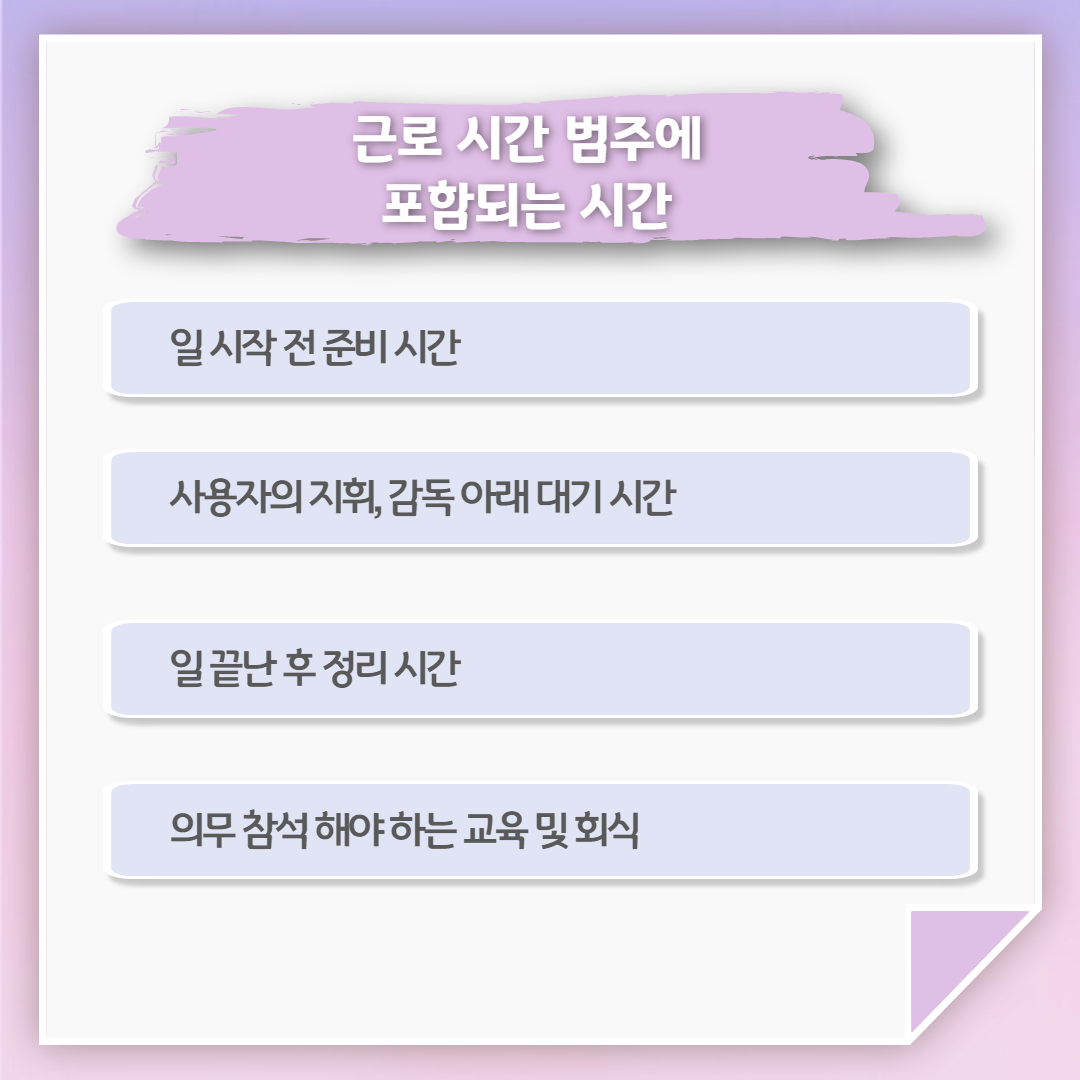 근로 시간 범주에
포함되는 시간
일 시작 전 준비 시간
사용자의 지휘, 감독 아래 대기 시간
일 끝난 후 정리 시간
의무 참석 해야 하는 교육 및 회식